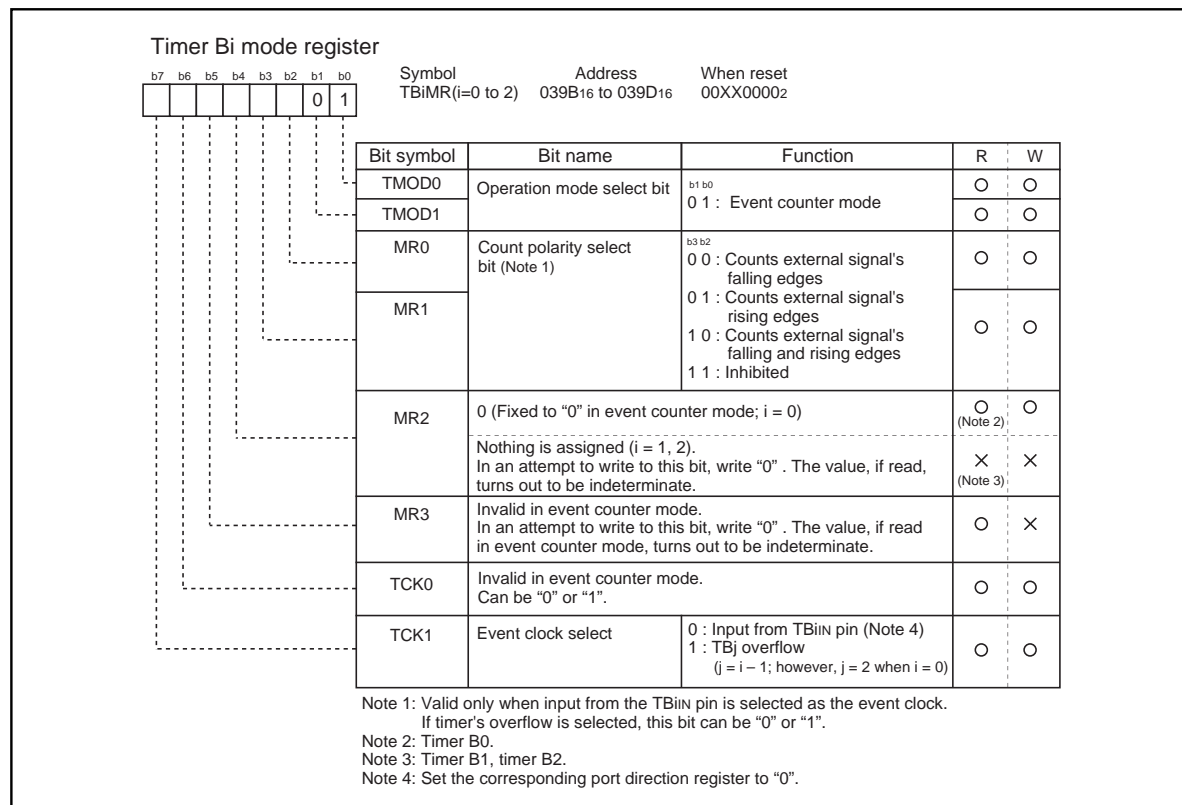 Timer Bi mode register
Symbol Address When reset
b7 b6 b5 b4 b3 b2 b1 b0
TBiMR(i=0 to 2) 039B16 to 039D16 00XX00002
0 1
Bit symbol Bit name Function R W
TMOD0 Operation mode select bit b1 b0
0 1 : Event counter mode
TMOD1
MR0 Count polarity select
bit (Note 1)
b3 b2
0 0 : Counts external signal's
falling edges
0 1 : Counts external signal's
rising edges
1 0 : Counts external signal's
falling and rising edges
1 1 : Inhibited
MR1
MR2 0 (Fixed to “0” in event counter mode; i = 0)
(Note 2)
Nothing is assigned (i = 1, 2).
In an attempt to write to this bit, write “0” . The value, if read,
turns out to be indeterminate.
(Note 3)
MR3 Invalid in event counter mode.
In an attempt to write to this bit, write “0” . The value, if read
in event counter mode, turns out to be indeterminate.
TCK0 Invalid in event counter mode.
Can be “0” or “1”.
TCK1 Event clock select 0 : Input from TBiIN pin (Note 4)
1 : TBj overflow
(j = i – 1; however, j = 2 when i = 0)
Note 1: Valid only when input from the TBiIN pin is selected as the event clock.
If timer's overflow is selected, this bit can be “0” or “1”.
Note 2: Timer B0.
Note 3: Timer B1, timer B2.
Note 4: Set the corresponding port direction register to “0”.